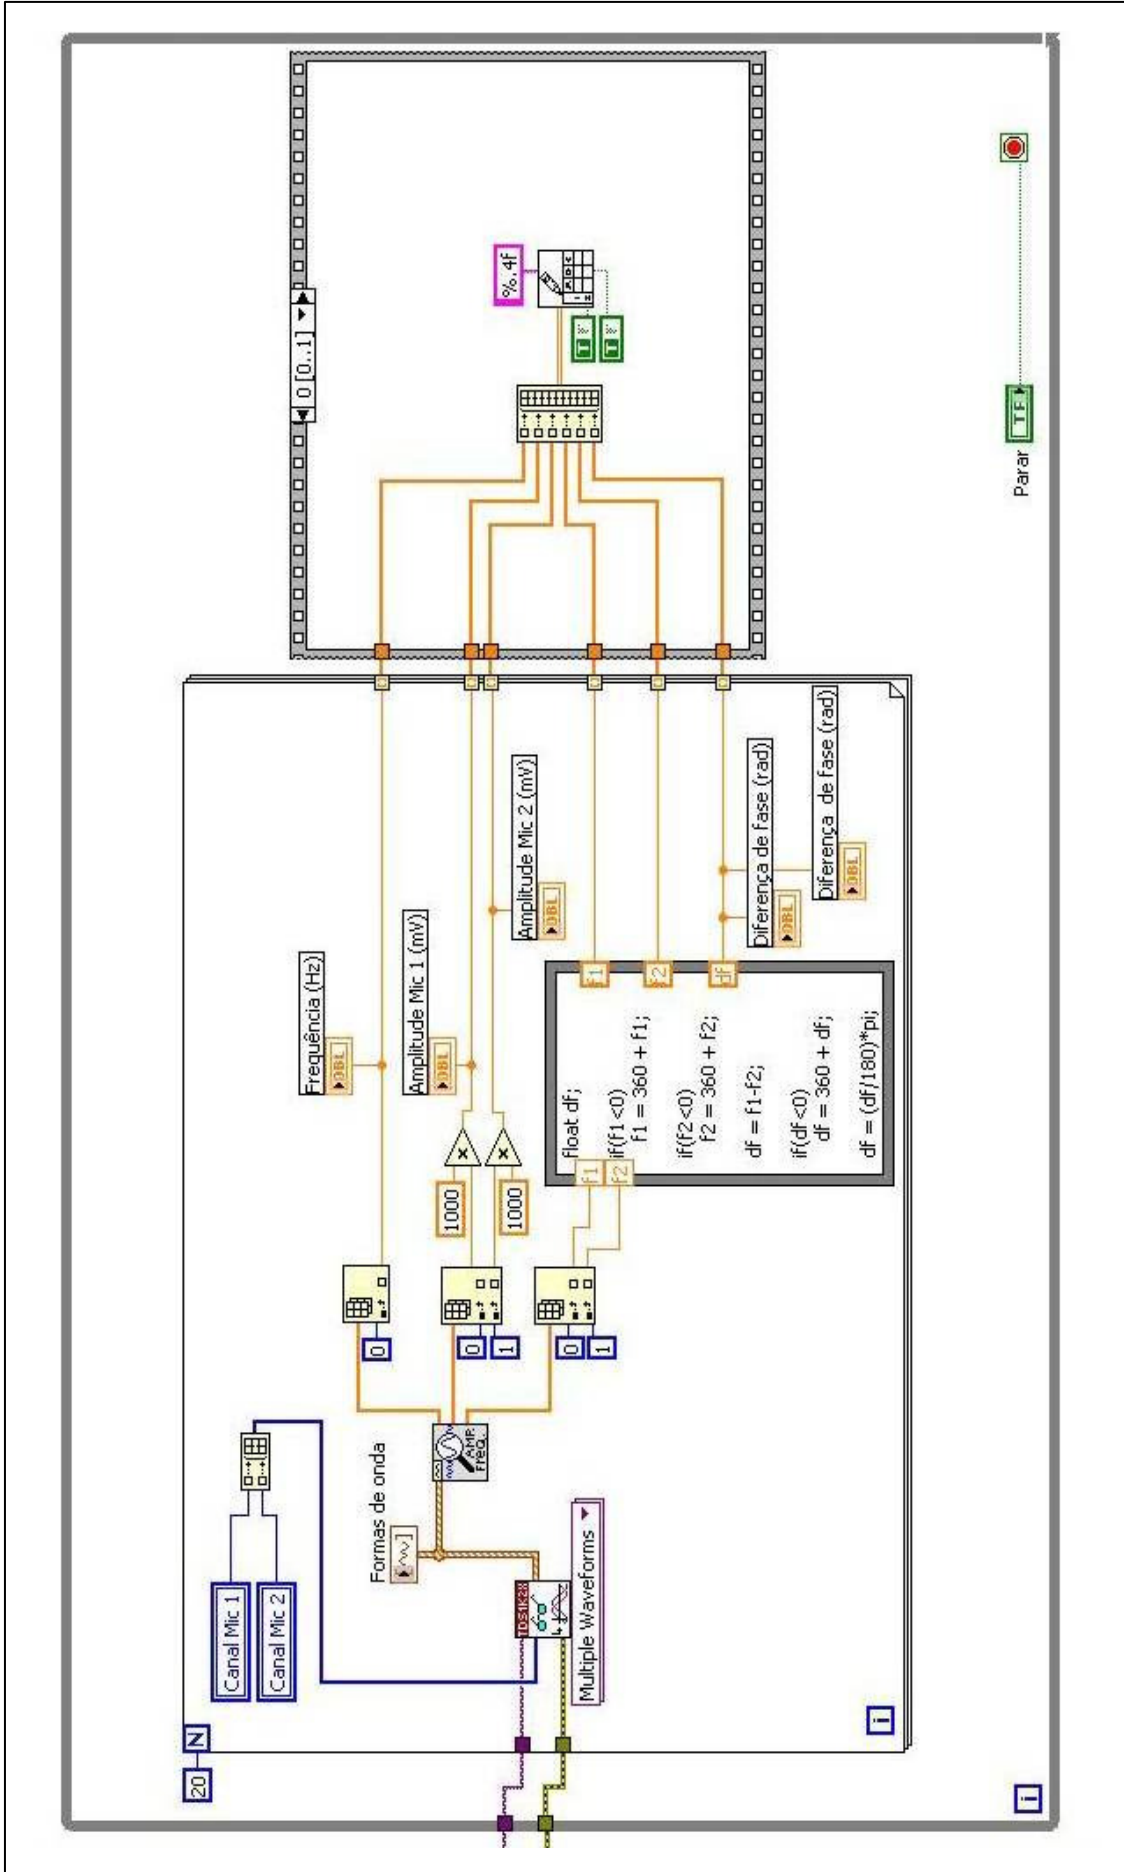 20
N
Canal Mic 1
Canal Mic 2
Formas de onda
TDS1K2X
Multiple Waveforms
AMP.
FREQ.
0
0
1
0
1
1000
1000
Frequência (Hz)
DBL
Amplitude Mic 1 (mV)
DBL
Amplitude Mic 2 (mV)
DBL
f1
f2
float df;
if(f1<0)
f1 = 360 + f1;
if(f2<0)
f2 = 360 + f2;
df = f1-f2;
if(df<0)
df = 360 + df;
df = (df/180)*pi;
f1
f2
df
Diferença de fase (rad)
DBL
Diferença de fase (rad)
DBL
i
0 [0..1]
%.4f
T
T
Parar
TF
i